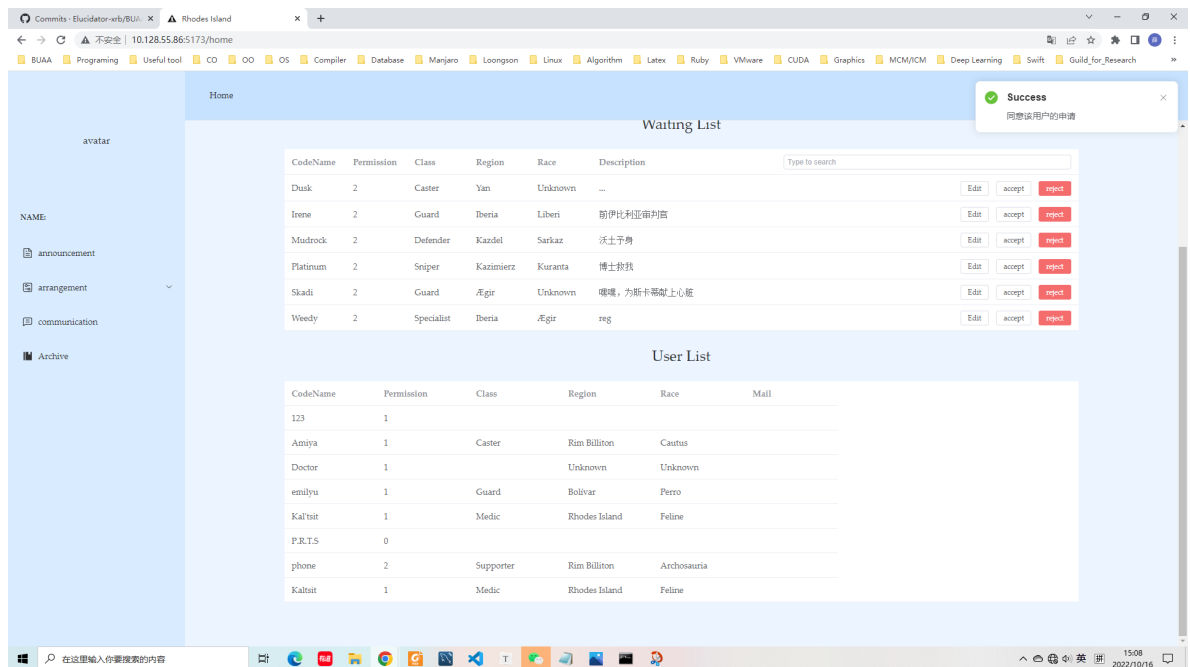 Commits · Elucidator-xrb/BUA
Rhodes Island
不安全 | 10.128.55.86:5173/home
BUAA Programing Useful tool CO OO OS Compiler Database Manjaro Loongson Linux Algorithm Latex Ruby VMware CUDA Graphics MCM/ICM Deep Learning Swift Guild_for_Research »
Home
Success
同意该用户的申请
avatar
NAME:
announcement
arrangement
communication
Archive
Waiting List
CodeName Permission Class Region Race Description Type to search
Dusk 2 Caster Yan Unknown ... Edit accept reject
Irene 2 Guard Iberia Liberi 前伊比利亚审判官 Edit accept reject
Mudrock 2 Defender Kazdel Sarkaz 沃土予身 Edit accept reject
Platinum 2 Sniper Kazimierz Kuranta 博士救我 Edit accept reject
Skadi 2 Guard Ægir Unknown 嘿嘿，为斯卡蒂献上心脏 Edit accept reject
Weedy 2 Specialist Iberia Ægir reg Edit accept reject
User List
CodeName Permission Class Region Race Mail
123 1
Amiya 1 Caster Rim Billiton Cautus
Doctor 1 Unknown Unknown
emilyu 1 Guard Bolívar Perro
Kal'tsit 1 Medic Rhodes Island Feline
P.R.T.S 0
phone 2 Supporter Rim Billiton Archosauria
Kaltsit 1 Medic Rhodes Island Feline
在这里输入你要搜索的内容
英 拼 15:08
2022/10/16